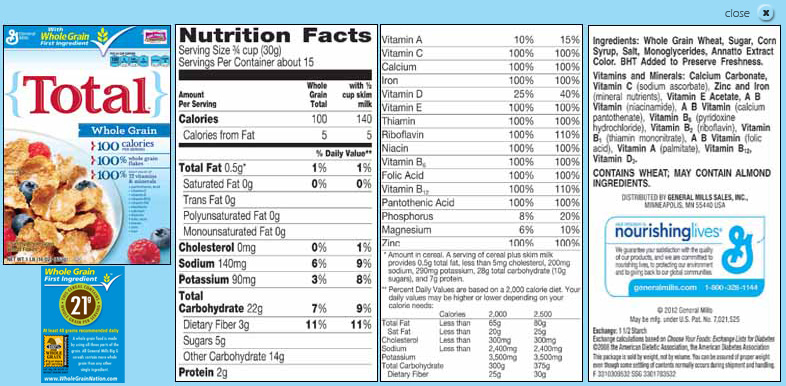 close
With
Whole Grain
First Ingredient
General Mills
Total
Whole Grain
100 calories
100% whole grain flakes
100%
12 vitamins & minerals
Whole Grain
First Ingredient
21g
At least 48 grams recommended daily
WHOLE GRAIN
www.WholeGrainNation.com
Nutrition Facts
Serving Size ¾ cup (30g)
Servings Per Container about 15
Amount Per Serving
Whole Grain Total
with ½ cup skim milk
Calories 100 140
Calories from Fat 5 5
% Daily Value**
Total Fat 0.5g* 1% 1%
Saturated Fat 0g 0% 0%
Trans Fat 0g
Polyunsaturated Fat 0g
Monounsaturated Fat 0g
Cholesterol 0mg 0% 1%
Sodium 140mg 6% 9%
Potassium 90mg 3% 8%
Total
Carbohydrate 22g 7% 9%
Dietary Fiber 3g 11% 11%
Sugars 5g
Other Carbohydrate 14g
Protein 2g
Vitamin A 10% 15%
Vitamin C 100% 100%
Calcium 100% 100%
Iron 100% 100%
Vitamin D 25% 40%
Vitamin E 100% 100%
Thiamin 100% 100%
Riboflavin 100% 110%
Niacin 100% 100%
Vitamin B6 100% 100%
Folic Acid 100% 100%
Vitamin B12 100% 110%
Pantothenic Acid 100% 100%
Phosphorus 8% 20%
Magnesium 6% 10%
Zinc 100% 100%
* Amount in cereal. A serving of cereal plus skim milk
provides 0.5g total fat, less than 5mg cholesterol, 200mg
sodium, 290mg potassium, 28g total carbohydrate (10g
sugars), and 7g protein.
** Percent Daily Values are based on a 2,000 calorie diet. Your
daily values may be higher or lower depending on your
calorie needs:
Calories 2,000 2,500
Total Fat Less than 65g 80g
Sat Fat Less than 20g 25g
Cholesterol Less than 300mg 300mg
Sodium Less than 2,400mg 2,400mg
Potassium 3,500mg 3,500mg
Total Carbohydrate 300g 375g
Dietary Fiber 25g 30g
Ingredients: Whole Grain Wheat, Sugar, Corn
Syrup, Salt, Monoglycerides, Annatto Extract
Color. BHT Added to Preserve Freshness.
Vitamins and Minerals: Calcium Carbonate,
Vitamin C (sodium ascorbate), Zinc and Iron
(mineral nutrients), Vitamin E Acetate, A B
Vitamin (niacinamide), A B Vitamin (calcium
pantothenate), Vitamin B6 (pyridoxine
hydrochloride), Vitamin B2 (riboflavin), Vitamin
B1 (thiamin mononitrate), A B Vitamin (folic
acid), Vitamin A (palmitate), Vitamin B12,
Vitamin D3.
CONTAINS WHEAT; MAY CONTAIN ALMOND
INGREDIENTS.
DISTRIBUTED BY GENERAL MILLS SALES, INC.,
MINNEAPOLIS, MN 55440 USA
nourishinglives
We guarantee your satisfaction with the quality
of our products, and we are committed to
nourishing lives, to protecting our environment
and to giving back to our global communities.
generalmills.com 1-800-328-1144
© 2012 General Mills
May be mfg. under U.S. Pat. No. 7,021,525
Exchange: 1 1/2 Starch
Exchange calculations based on Choose Your Foods: Exchange Lists for Diabetes
©2008 the American Dietetic Association, the American Diabetes Association
This package is sold by weight, not by volume. You can be assured of proper weight
even though some settling of contents normally occurs during shipment and handling.